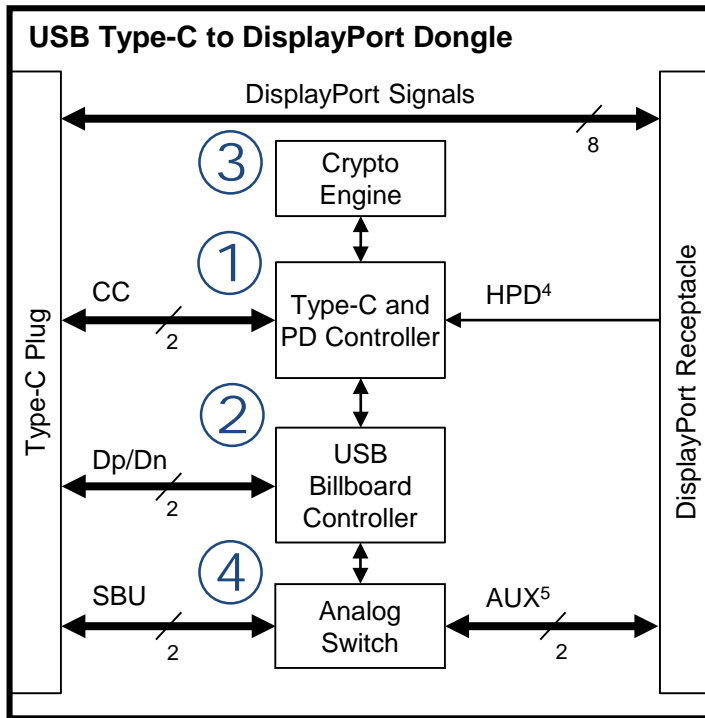 USB Type-C to DisplayPort Dongle
DisplayPort Signals
8
③
Crypto
Engine
①
CC
2
Type-C and
PD Controller
HPD⁴
Type-C Plug
DisplayPort Receptacle
②
Dp/Dn
2
USB
Billboard
Controller
④
SBU
2
Analog
Switch
AUX⁵
2